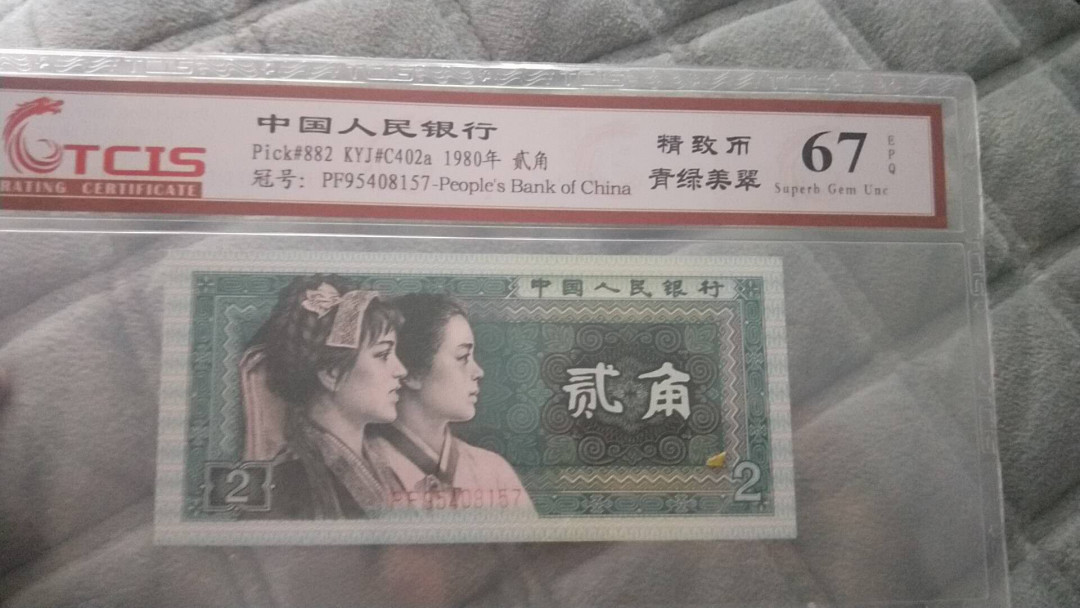 中国人民银行
Pick#882 KYJ#C402a 1980年 贰角
冠号: PF95408157-People's Bank of China
GTCIS
RATING CERTIFICATE
精致币
青绿美翠
67
EPQ
Superb Gem Unc
中国人民银行
贰角
2
2
PF95408157